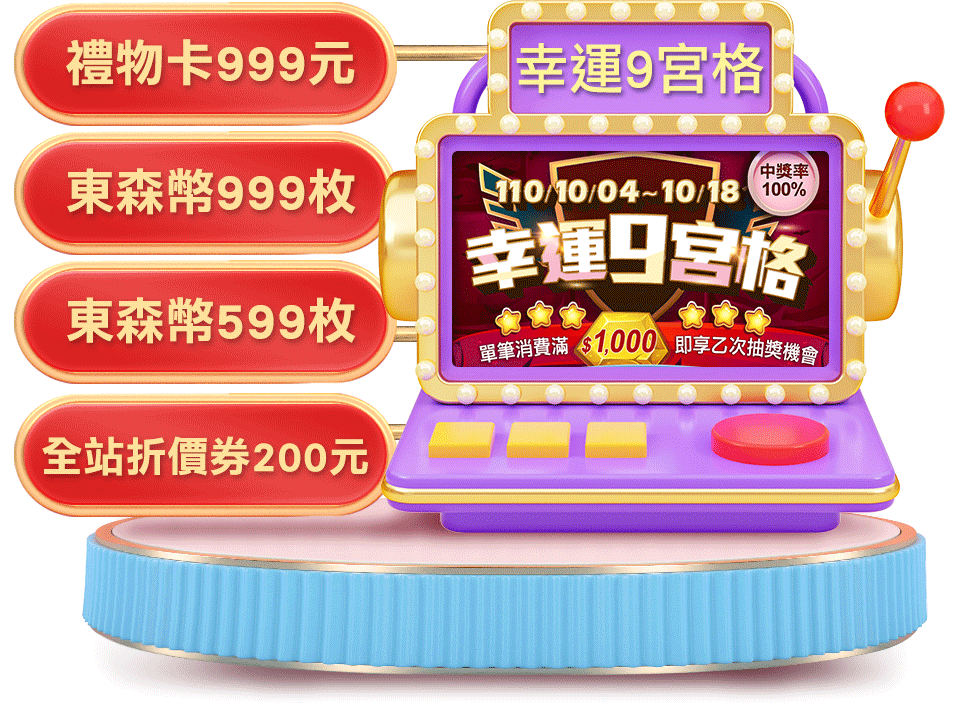 禮物卡999元
東森幣999枚
東森幣599枚
全站折價券200元
幸運9宮格
中獎率
100%
110/10/04~10/18
幸運9宮格
單筆消費滿 $1,000 即享乙次抽獎機會